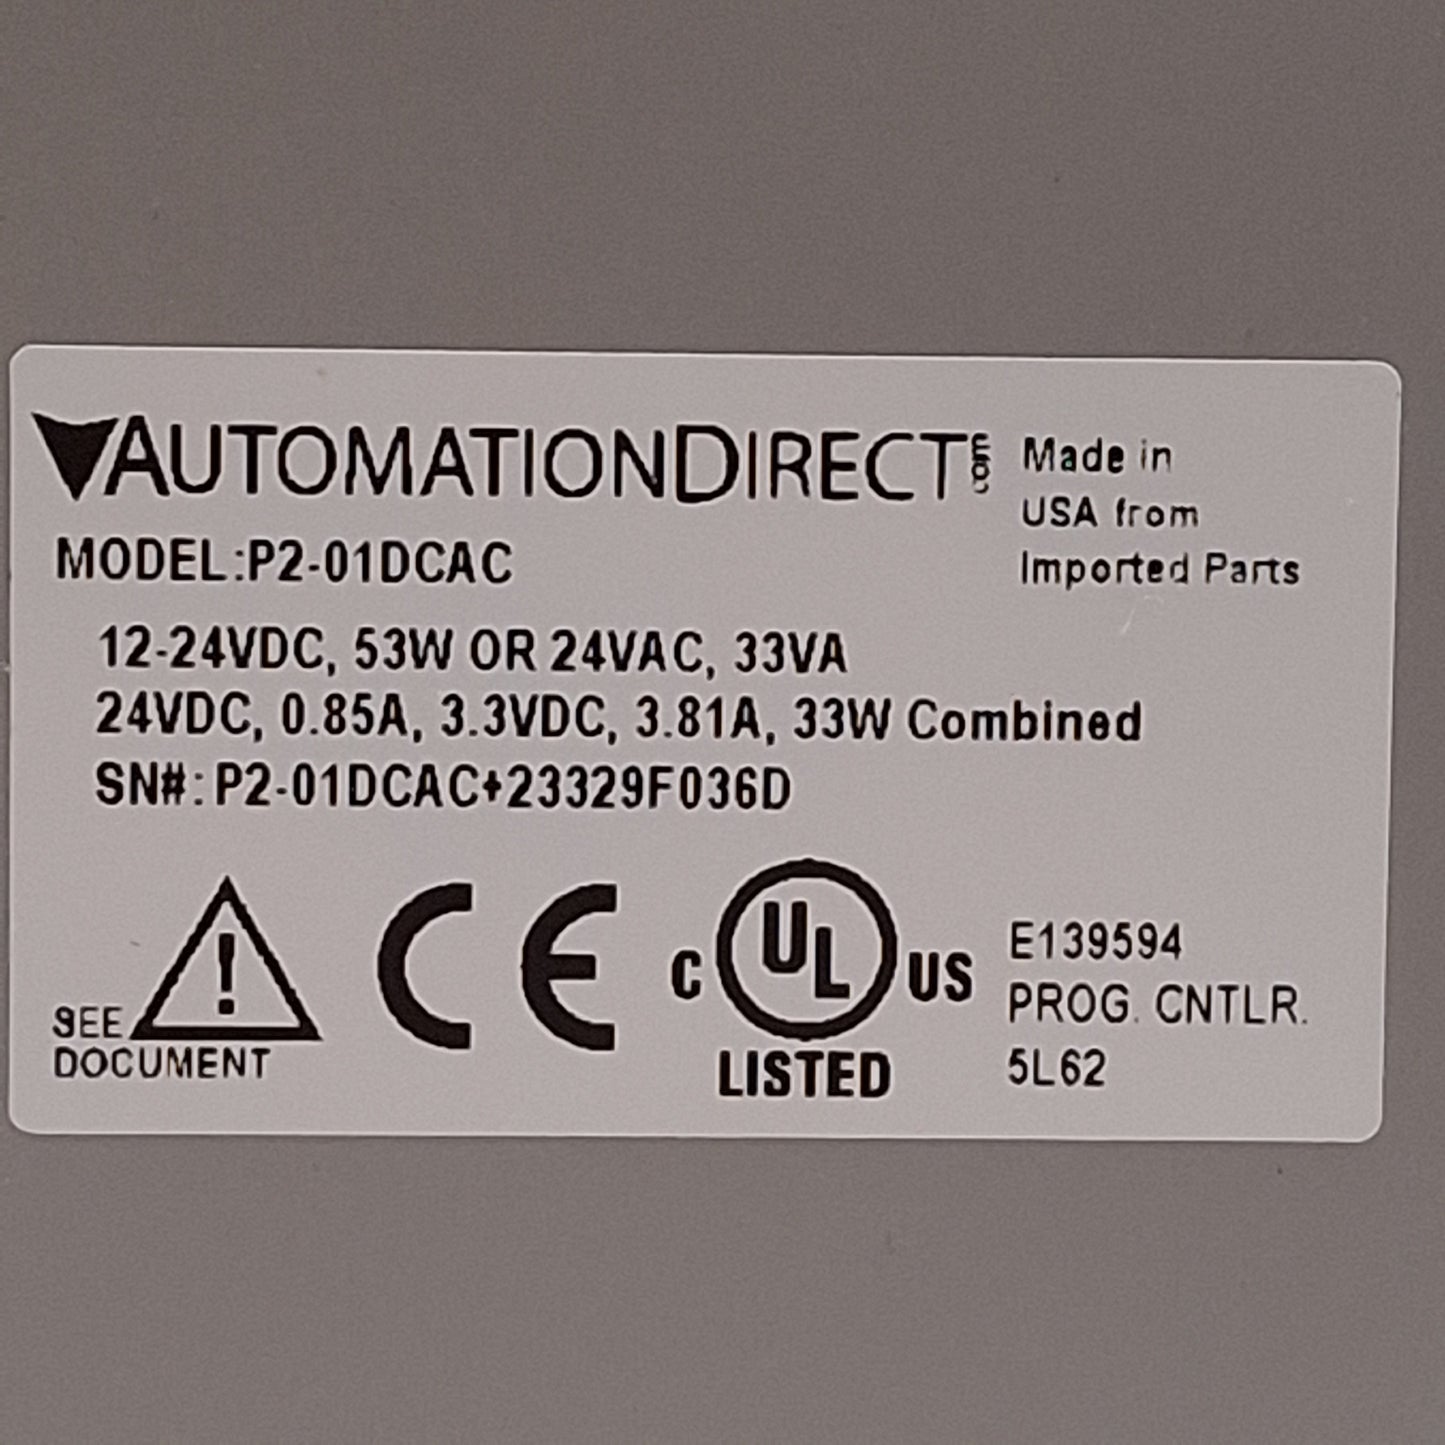 AUTOMATIONDIRECT.com
Made in
USA from
Imported Parts
MODEL:P2-01DCAC
12-24VDC, 53W OR 24VAC, 33VA
24VDC, 0.85A, 3.3VDC, 3.81A, 33W Combined
SN#: P2-01DCAC+23329F036D
!
SEE
DOCUMENT
CE
C UL US
LISTED
E139594
PROG. CNTLR.
5L62